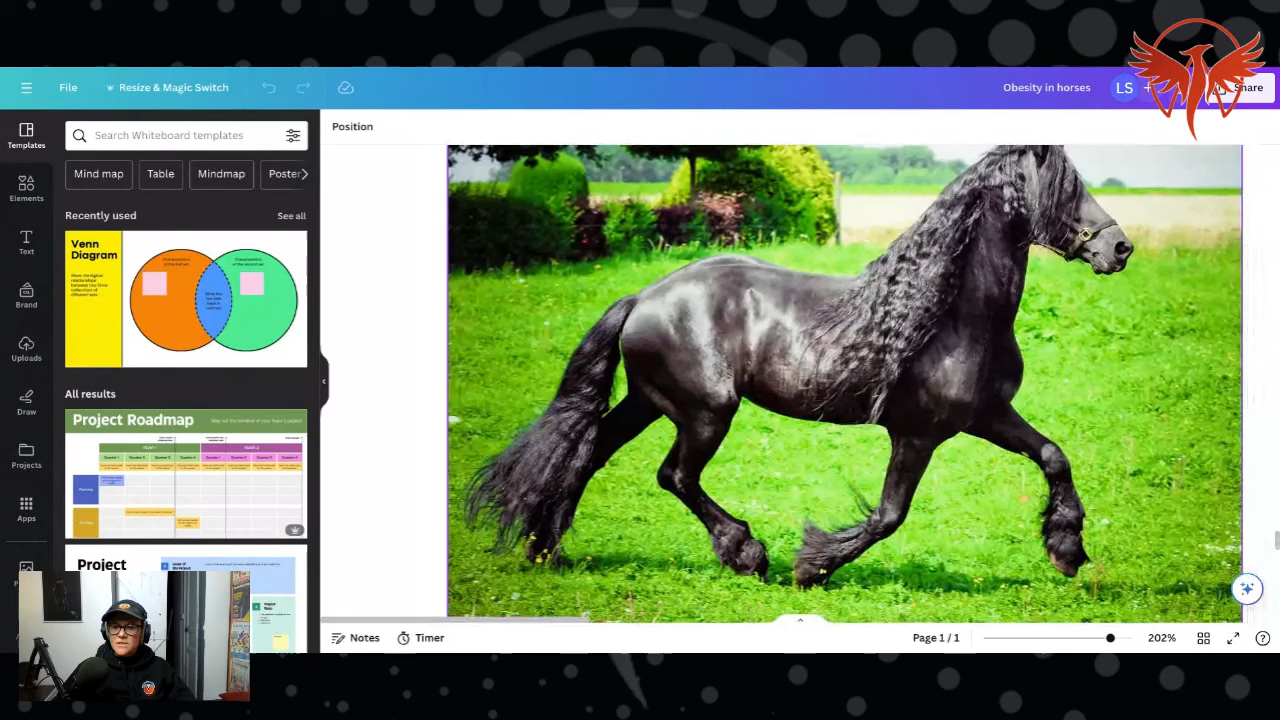 File
Resize & Magic Switch
Obesity in horses
LS
Share
Templates
Search Whiteboard templates
Position
Mind map
Table
Mindmap
Poster
Elements
Recently used
See all
Text
Venn
Diagram
Brand
Uploads
All results
Draw
Project Roadmap
Projects
Apps
Project
Notes
Timer
Page 1 / 1
202%